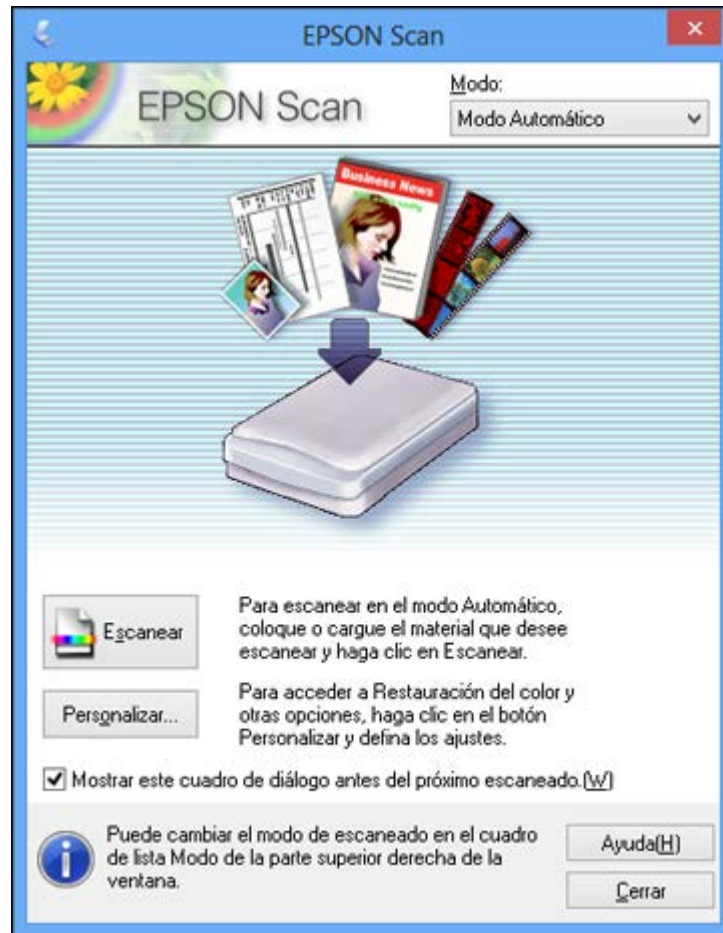 EPSON Scan
EPSON Scan
Modo:
Modo Automático
Business News
Escanear
Para escanear en el modo Automático,
coloque o cargue el material que desee
escanear y haga clic en Escanear.
Personalizar...
Para acceder a Restauración del color y
otras opciones, haga clic en el botón
Personalizar y defina los ajustes.
Mostrar este cuadro de diálogo antes del próximo escaneado.(W)
Puede cambiar el modo de escaneado en el cuadro
de lista Modo de la parte superior derecha de la
ventana.
Ayuda(H)
Cerrar